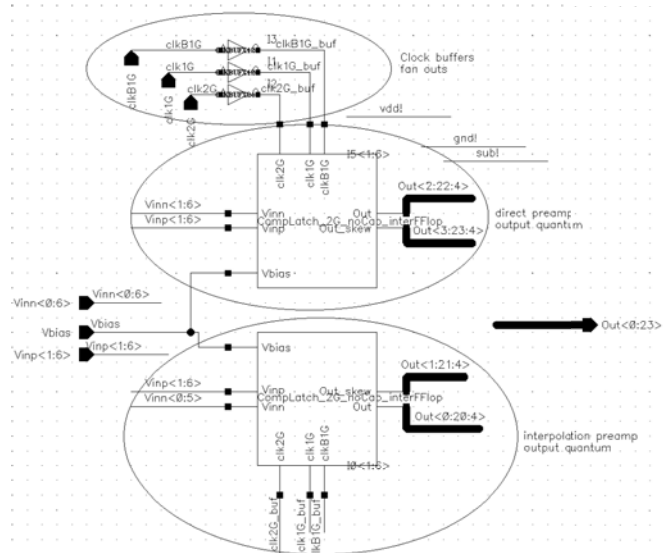 clkB1G
I3
clkB1G_buf
clk1G
I1
clk1G_buf
clk2G
I2
clk2G_buf
clkB1G
clk1G
clk2G
Clock buffers
fan outs
vdd!
gnd!
sub!
I5<1:6>
clk2G
clk1G
clkB1G
Out<2:22:4>
Vinn<1:6>
Vinn
Out
direct preamp
output quantum
CompLatch_2G_noCap_interFFlop
Vinp<1:6>
Vinp
Out_skew
Out<3:23:4>
Vbias
Vinn<0:6>
Vinn<0:6>
Vbias
Vbias
Vinp<1:6>
Vinp<1:6>
Out<0:23>
Vbias
Vinp<1:6>
Vinp
Out_skew
Out<1:21:4>
CompLatch_2G_noCap_interFFlop
Vinn<0:5>
Vinn
Out
Out<0:20:4>
interpolation preamp
output quantum
clk2G
clk1G
clkB1G
I0<1:6>
clk2G_buf
clk1G_buf
clkB1G_buf